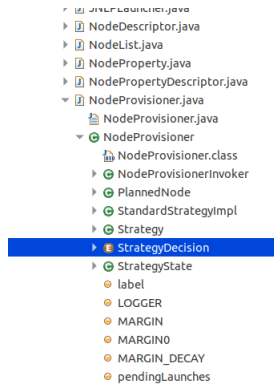 JNLPLauncher.java
NodeDescriptor.java
NodeList.java
NodeProperty.java
NodePropertyDescriptor.java
NodeProvisioner.java
NodeProvisioner.java
NodeProvisioner
NodeProvisioner.class
NodeProvisionerInvoker
PlannedNode
StandardStrategyImpl
Strategy
StrategyDecision
StrategyState
label
LOGGER
MARGIN
MARGIN0
MARGIN_DECAY
pendingLaunches